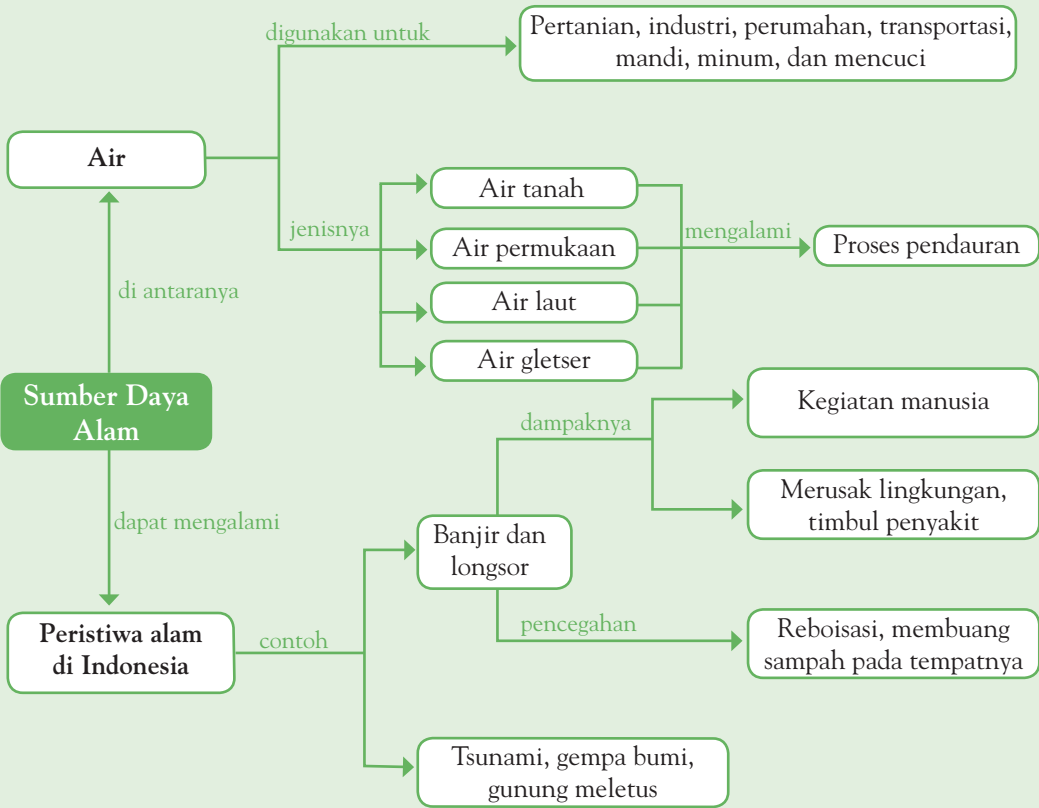 digunakan untuk
Pertanian, industri, perumahan, transportasi,
mandi, minum, dan mencuci
Air
jenisnya
Air tanah
Air permukaan
Air laut
Air gletser
mengalami
Proses pendauran
di antaranya
Sumber Daya
Alam
dapat mengalami
Peristiwa alam
di Indonesia
contoh
Banjir dan
longsor
dampaknya
Kegiatan manusia
Merusak lingkungan,
timbul penyakit
pencegahan
Reboisasi, membuang
sampah pada tempatnya
Tsunami, gempa bumi,
gunung meletus